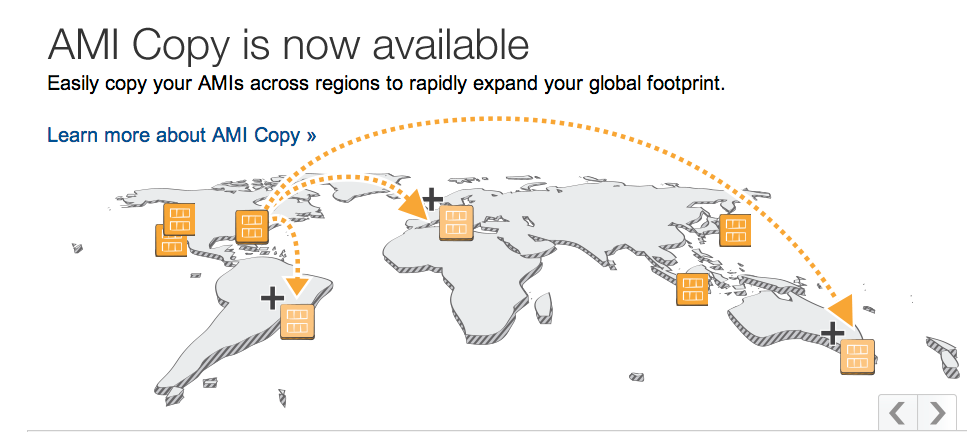 AMI Copy is now available
Easily copy your AMIs across regions to rapidly expand your global footprint.
Learn more about AMI Copy »